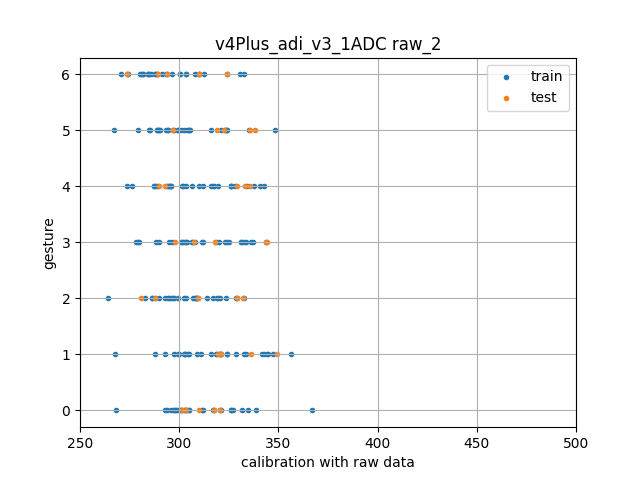 v4Plus_adi_v3_1ADC raw_2
train
test
gesture
6
5
4
3
2
1
0
250 300 350 400 450 500
calibration with raw data